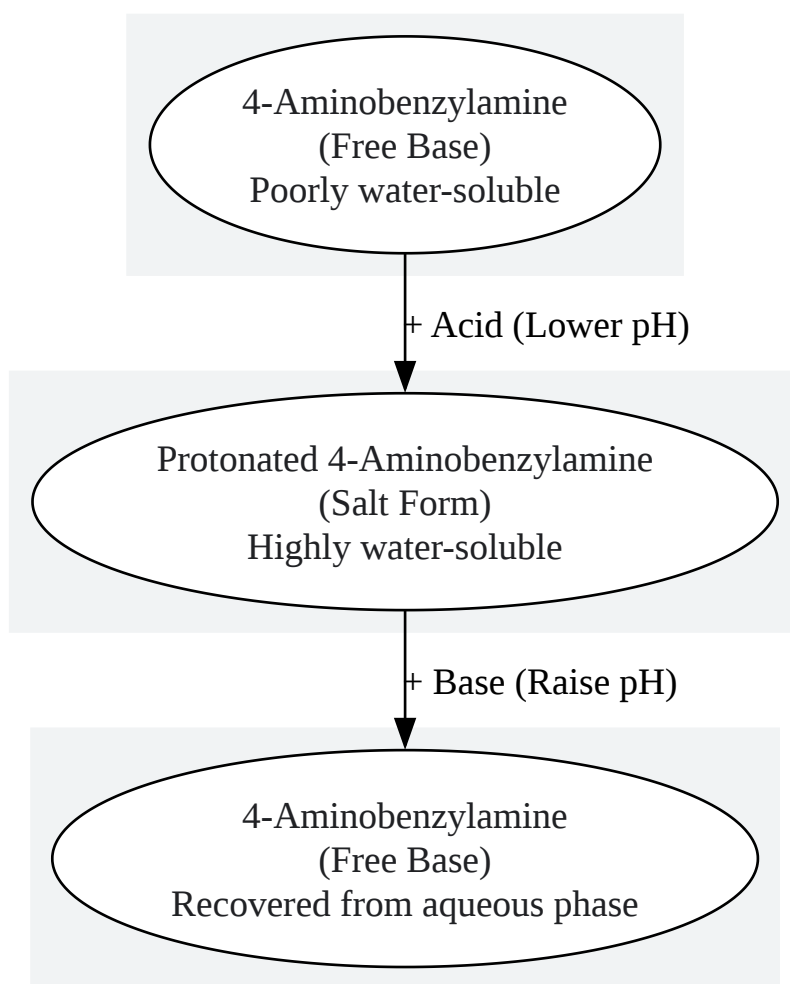 4-Aminobenzylamine
(Free Base)
Poorly water-soluble
+ Acid (Lower pH)
Protonated 4-Aminobenzylamine
(Salt Form)
Highly water-soluble
+ Base (Raise pH)
4-Aminobenzylamine
(Free Base)
Recovered from aqueous phase